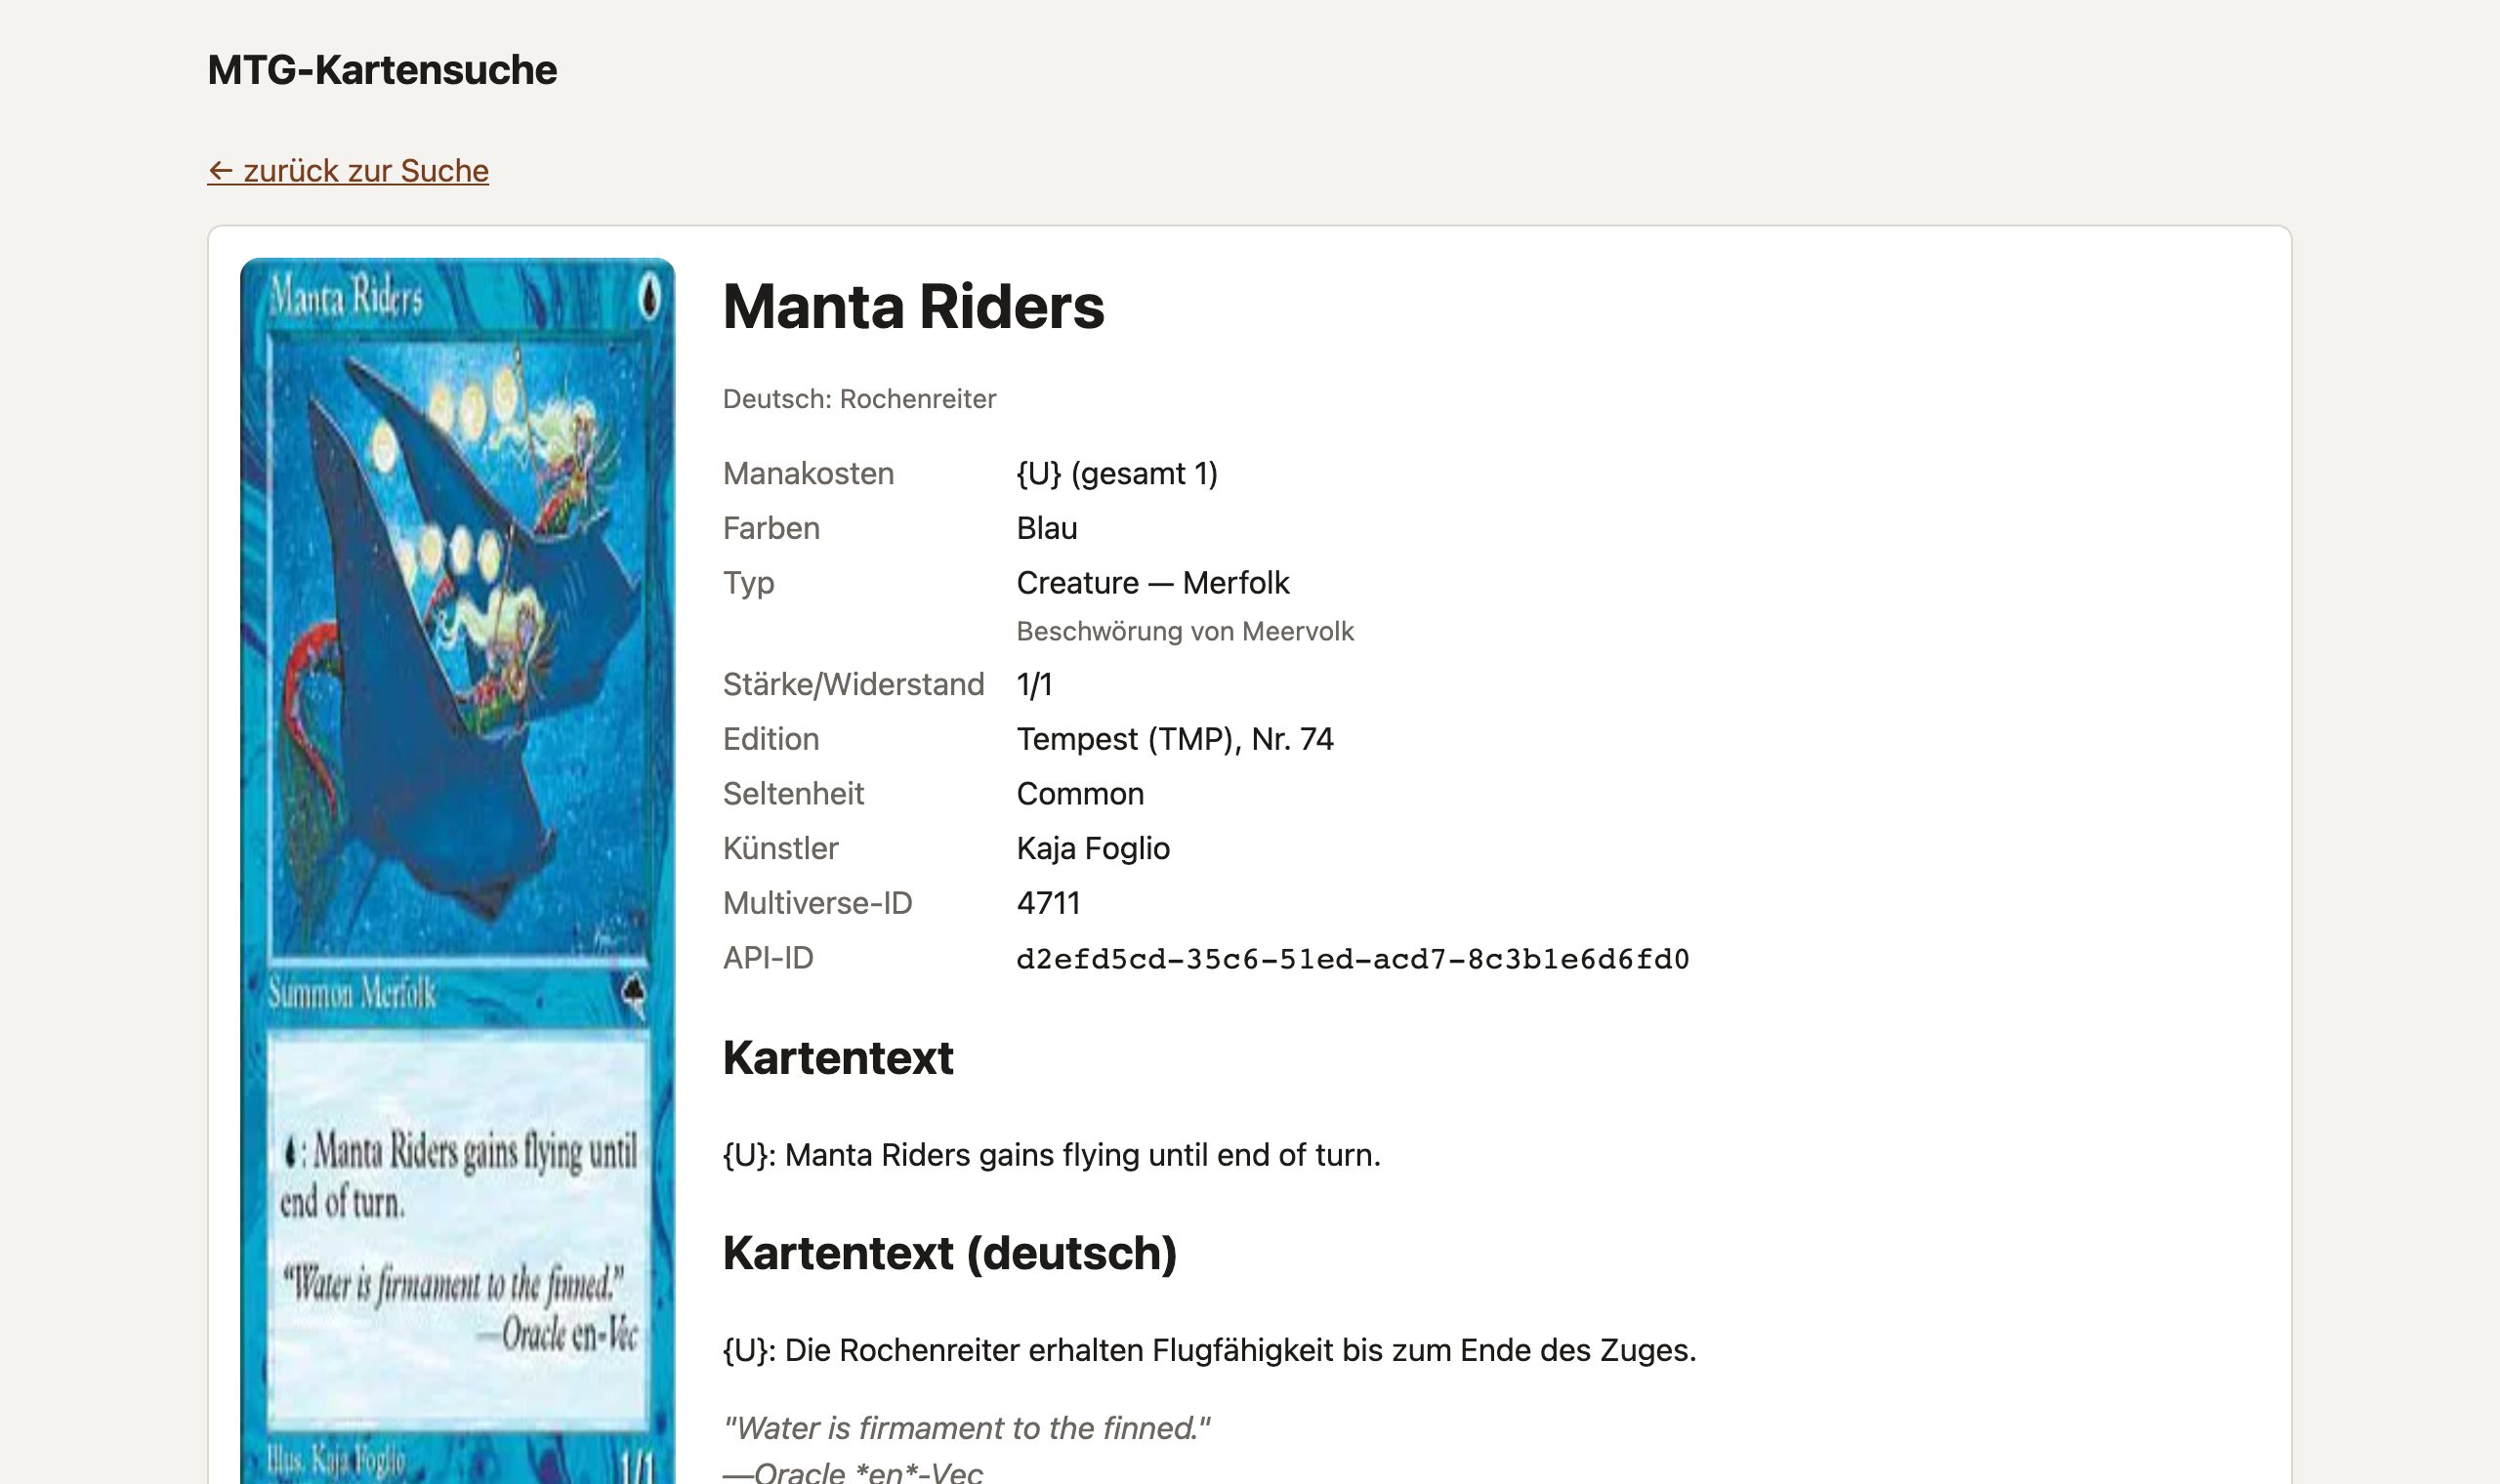 MTG-Kartensuche
← zurück zur Suche
Manta Riders
Summon Merfolk
: Manta Riders gains flying until
end of turn.
“Water is firmament to the finned.”
—Oracle en-Vec
Illus. Kaja Foglio
1/1
Manta Riders
Deutsch: Rochenreiter
Manakosten {U} (gesamt 1)
Farben Blau
Typ Creature — Merfolk
Beschwörung von Meervolk
Stärke/Widerstand 1/1
Edition Tempest (TMP), Nr. 74
Seltenheit Common
Künstler Kaja Foglio
Multiverse-ID 4711
API-ID d2efd5cd-35c6-51ed-acd7-8c3b1e6d6fd0
Kartentext
{U}: Manta Riders gains flying until end of turn.
Kartentext (deutsch)
{U}: Die Rochenreiter erhalten Flugfähigkeit bis zum Ende des Zuges.
"Water is firmament to the finned."
—Oracle *en*-Vec